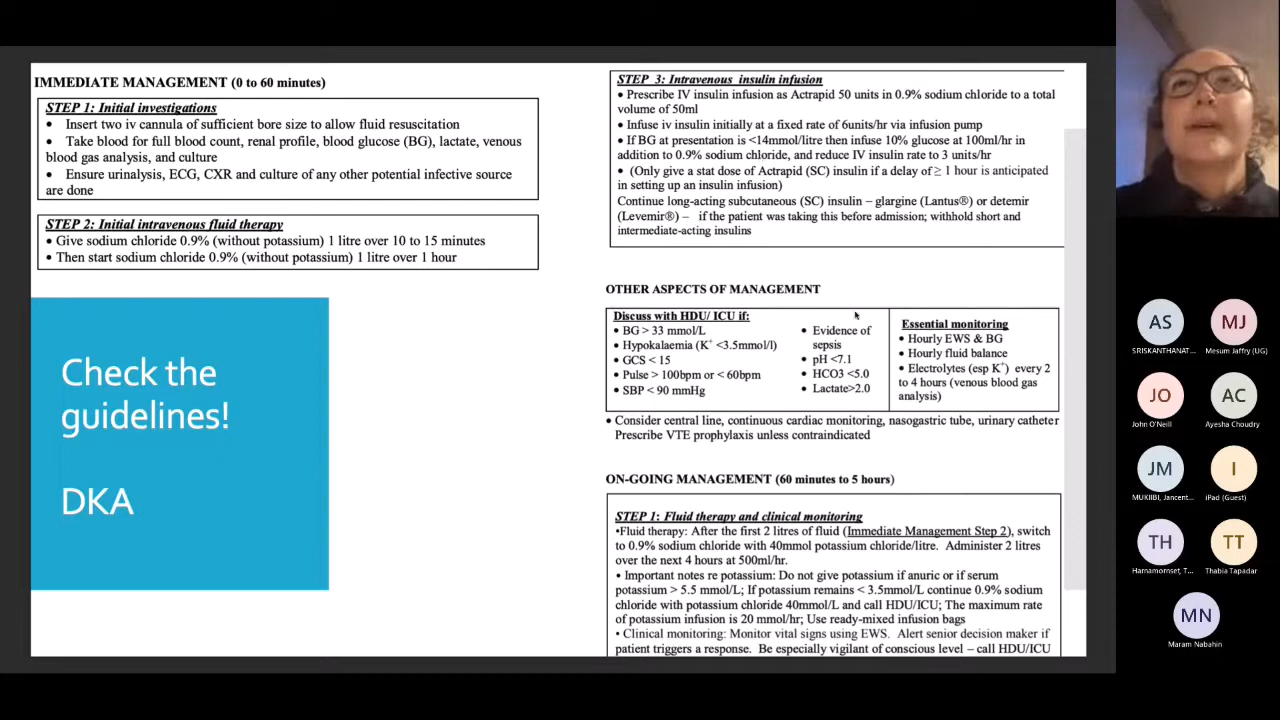 IMMEDIATE MANAGEMENT (0 to 60 minutes)
STEP 1: Initial investigations
• Insert two iv cannula of sufficient bore size to allow fluid resuscitation
• Take blood for full blood count, renal profile, blood glucose (BG), lactate, venous
blood gas analysis, and culture
• Ensure urinalysis, ECG, CXR and culture of any other potential infective source
are done
STEP 2: Initial intravenous fluid therapy
• Give sodium chloride 0.9% (without potassium) 1 litre over 10 to 15 minutes
• Then start sodium chloride 0.9% (without potassium) 1 litre over 1 hour
Check the
guidelines!
DKA
STEP 3: Intravenous insulin infusion
• Prescribe IV insulin infusion as Actrapid 50 units in 0.9% sodium chloride to a total
volume of 50ml
• Infuse iv insulin initially at a fixed rate of 6units/hr via infusion pump
• If BG at presentation is <14mmol/litre then infuse 10% glucose at 100ml/hr in
addition to 0.9% sodium chloride, and reduce IV insulin rate to 3 units/hr
• (Only give a stat dose of Actrapid (SC) insulin if a delay of ≥ 1 hour is anticipated
in setting up an insulin infusion)
Continue long-acting subcutaneous (SC) insulin – glargine (Lantus®) or detemir
(Levemir®) – if the patient was taking this before admission; withhold short and
intermediate-acting insulins
OTHER ASPECTS OF MANAGEMENT
Discuss with HDU/ ICU if:
• BG > 33 mmol/L
• Hypokalaemia (K+ <3.5mmol/l)
• GCS < 15
• Pulse > 100bpm or < 60bpm
• SBP < 90 mmHg
• Evidence of
sepsis
• pH <7.1
• HCO3 <5.0
• Lactate>2.0
Essential monitoring
• Hourly EWS & BG
• Hourly fluid balance
• Electrolytes (esp K+) every 2
to 4 hours (venous blood gas
analysis)
• Consider central line, continuous cardiac monitoring, nasogastric tube, urinary catheter
Prescribe VTE prophylaxis unless contraindicated
ON-GOING MANAGEMENT (60 minutes to 5 hours)
STEP 1: Fluid therapy and clinical monitoring
•Fluid therapy: After the first 2 litres of fluid (Immediate Management Step 2), switch
to 0.9% sodium chloride with 40mmol potassium chloride/litre. Administer 2 litres
over the next 4 hours at 500ml/hr.
• Important notes re potassium: Do not give potassium if anuric or if serum
potassium > 5.5 mmol/L; If potassium remains < 3.5mmol/L continue 0.9% sodium
chloride with potassium chloride 40mmol/L and call HDU/ICU; The maximum rate
of potassium infusion is 20 mmol/hr; Use ready-mixed infusion bags
• Clinical monitoring: Monitor vital signs using EWS. Alert senior decision maker if
patient triggers a response. Be especially vigilant of conscious level – call HDU/ICU
AS
MJ
SRISKANTHANAT...
Mesum Jaffry (UG)
JO
AC
John O'Neill
Ayesha Choudry
JM
I
MUKIIBI, Jancent...
iPad (Guest)
TH
TT
Harnamornset, T...
Thabia Tapadar
MN
Maram Nabahin